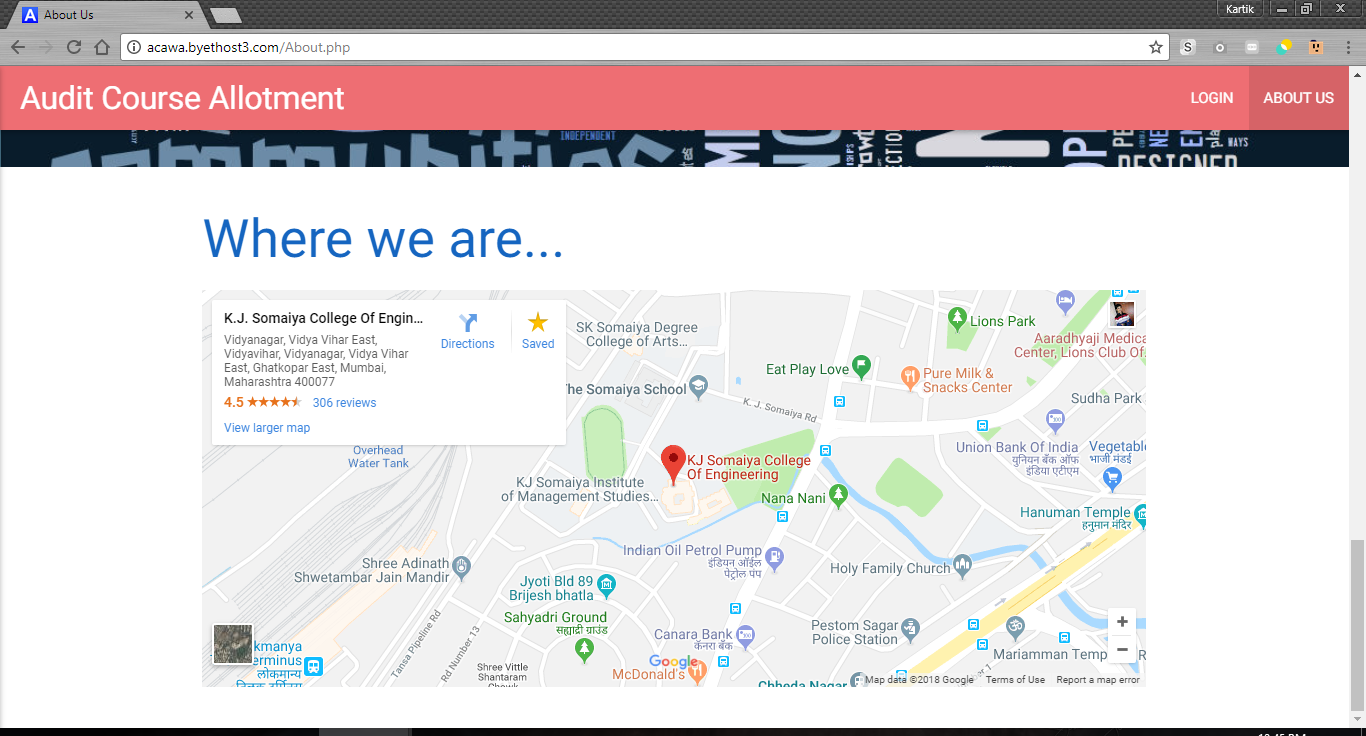 About Us
Kartik
acawa.byethost3.com/About.php
S
Audit Course Allotment
LOGIN
ABOUT US
INDEPENDENT
WAYS
DESIGNER
Where we are...
K.J. Somaiya College Of Engin...
Vidyanagar, Vidya Vihar East,
Vidyavihar, Vidyanagar, Vidya Vihar
East, Ghatkopar East, Mumbai,
Maharashtra 400077
4.5
306 reviews
View larger map
Directions
Saved
SK Somaiya Degree
College of Arts...
Lions Park
Aaradhyaji Medica
Center, Lions Club Of.
Eat Play Love
Pure Milk &
Snacks Center
The Somaiya School
K. J. Somaiya Rd
Sudha Park
Overhead
Water Tank
Union Bank Of India
युनियन बँक ऑफ
इंडिया एटीएम
Vegetable
भाजी मंडई
KJ Somaiya College
Of Engineering
KJ Somaiya Institute
of Management Studies...
Nana Nani
Hanuman Temple
हनुमान मंदिर
Indian Oil Petrol Pump
इंडियन ऑईल
पेट्रोल पंप
Shree Adinath
Shwetambar Jain Mandir
Holy Family Church
Jyoti Bld 89
Brijesh bhatla
Sahyadri Ground
सह्याद्री ग्राउंड
Pestom Sagar
Police Station
Canara Bank
कॅनरा बँक
Tansa Pipeline Rd
Rd Number 13
kmanya
erminus
लोकमान्य
Mariamman Temp
Shree Vittle
Shantaram
Chowk
Google
McDonald's
Chheda Nagar
Map data ©2018 Google
Terms of Use
Report a map error